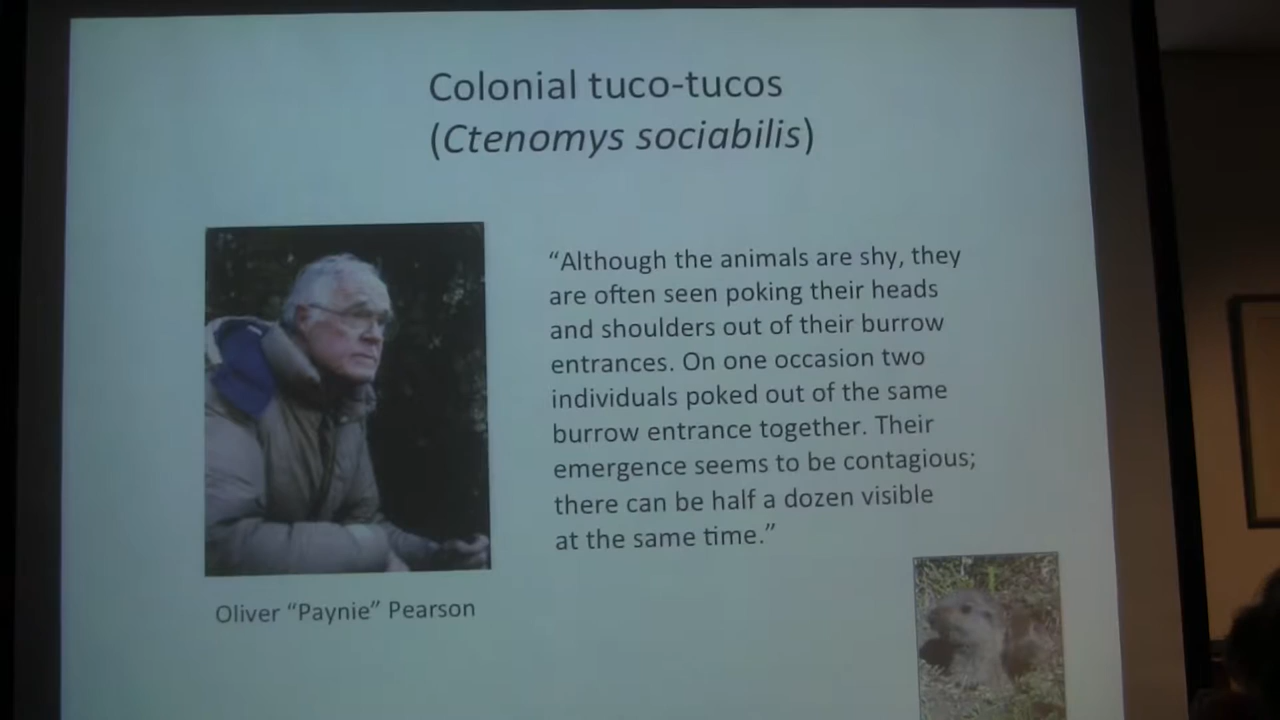 Colonial tuco-tucos
(Ctenomys sociabilis)
“Although the animals are shy, they
are often seen poking their heads
and shoulders out of their burrow
entrances. On one occasion two
individuals poked out of the same
burrow entrance together. Their
emergence seems to be contagious;
there can be half a dozen visible
at the same time.”
Oliver “Paynie” Pearson